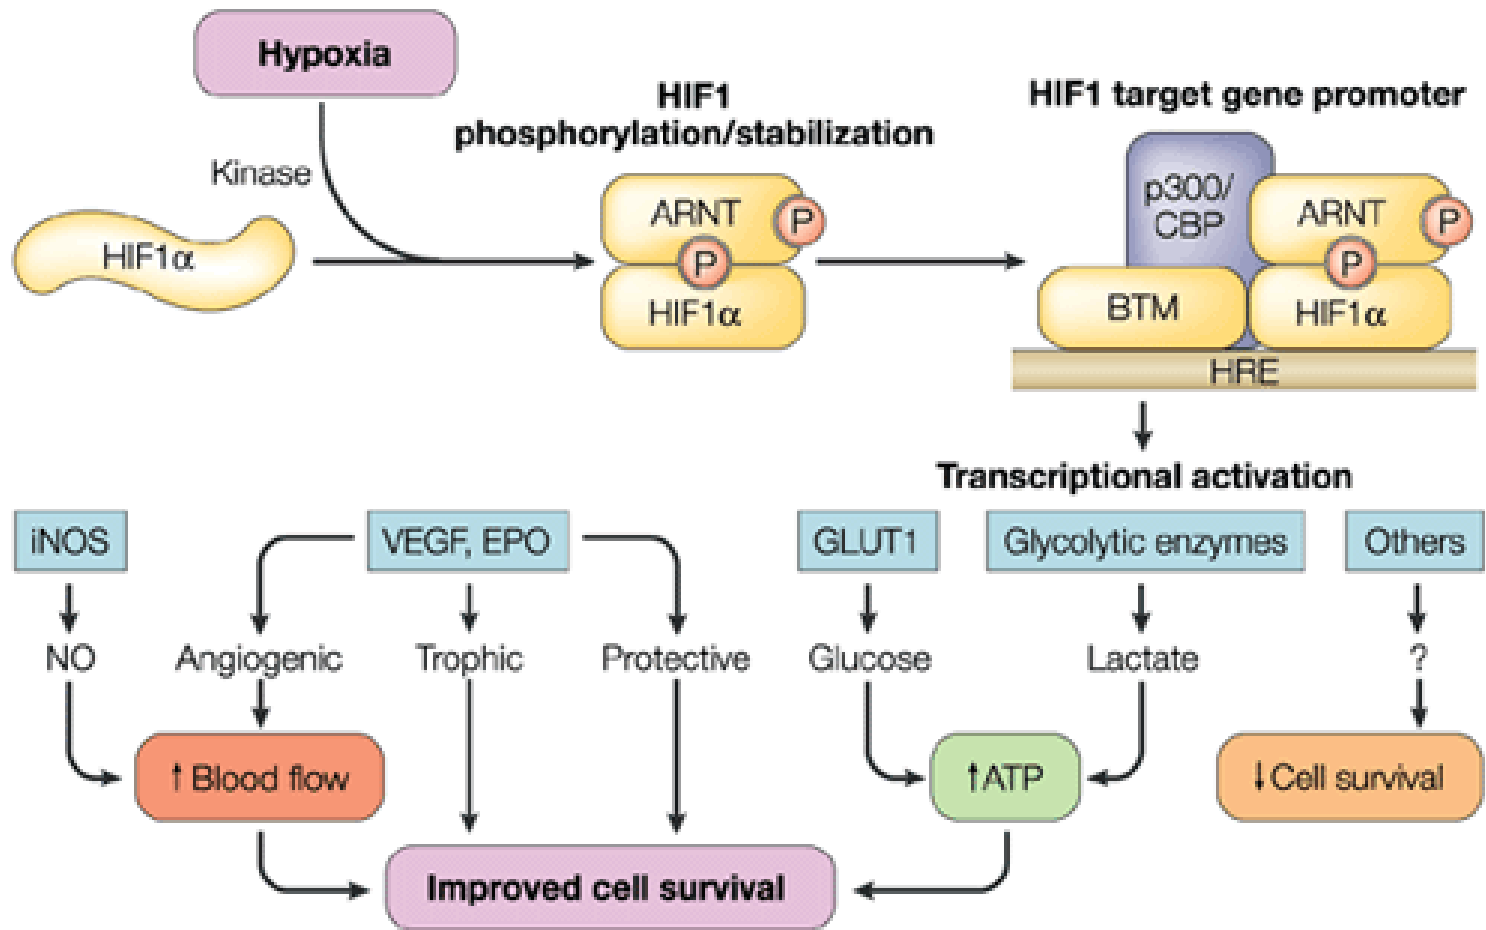 Hypoxia
HIF1
phosphorylation/stabilization
HIF1 target gene promoter
Kinase
HIF1α
ARNT
P
P
HIF1α
p300/
CBP
ARNT
P
P
BTM
HIF1α
HRE
Transcriptional activation
iNOS
VEGF, EPO
GLUT1
Glycolytic enzymes
Others
NO
Angiogenic
Trophic
Protective
Glucose
Lactate
?
↑ Blood flow
↑ATP
↓Cell survival
Improved cell survival